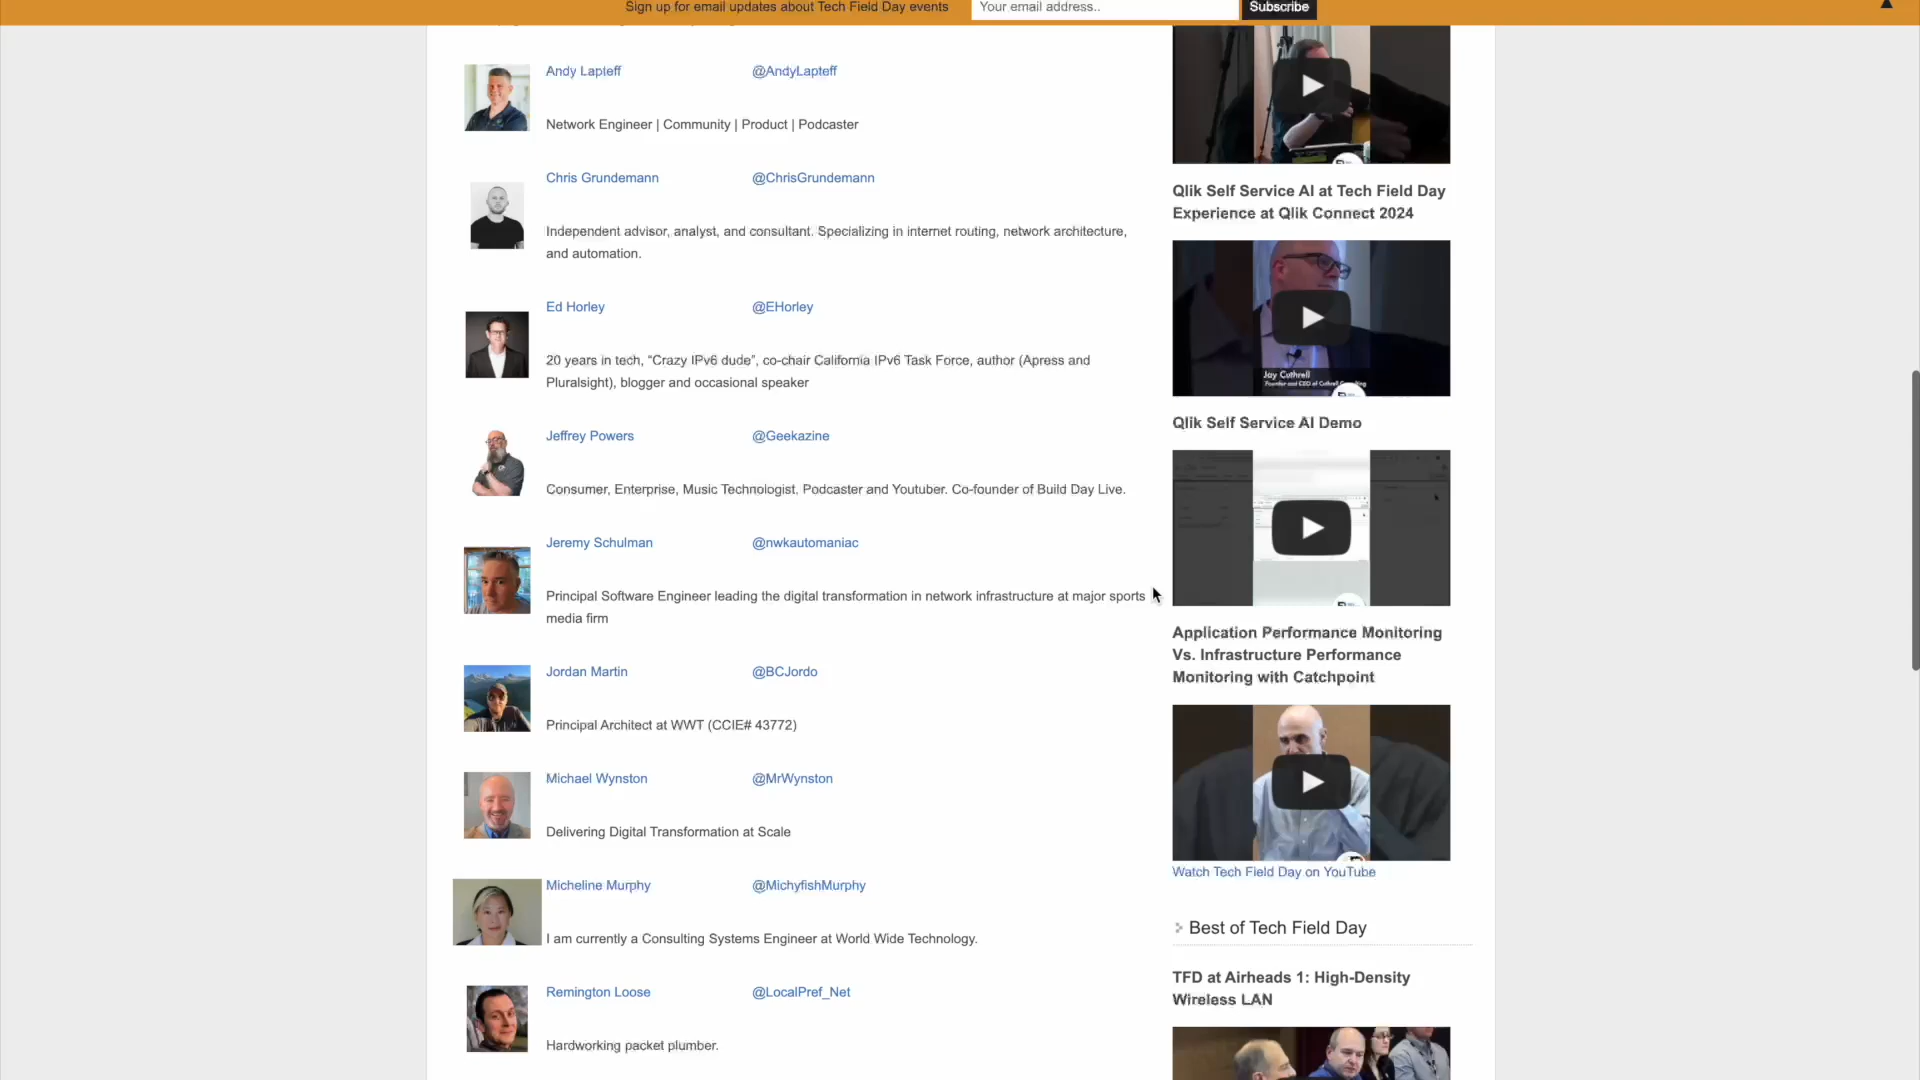 Sign up for email updates about Tech Field Day events
Your email address..
Subscribe
Andy Lapteff @AndyLapteff
Network Engineer | Community | Product | Podcaster
Chris Grundemann @ChrisGrundemann
Independent advisor, analyst, and consultant. Specializing in internet routing, network architecture,
and automation.
Ed Horley @EHorley
20 years in tech, “Crazy IPv6 dude”, co-chair California IPv6 Task Force, author (Apress and
Pluralsight), blogger and occasional speaker
Jeffrey Powers @Geekazine
Consumer, Enterprise, Music Technologist. Podcaster and Youtuber. Co-founder of Build Day Live.
Jeremy Schulman @nwkautomaniac
Principal Software Engineer leading the digital transformation in network infrastructure at major sports
media firm
Jordan Martin @BCJordo
Principal Architect at WWT (CCIE# 43772)
Michael Wynston @MrWynston
Delivering Digital Transformation at Scale
Micheline Murphy @MichyfishMurphy
I am currently a Consulting Systems Engineer at World Wide Technology.
Remington Loose @LocalPref_Net
Hardworking packet plumber.
Qlik Self Service AI at Tech Field Day
Experience at Qlik Connect 2024
Jay Cothrell
Founder and CEO of Cothrell
Qlik Self Service AI Demo
Application Performance Monitoring
Vs. Infrastructure Performance
Monitoring with Catchpoint
Watch Tech Field Day on YouTube
Best of Tech Field Day
TFD at Airheads 1: High-Density
Wireless LAN